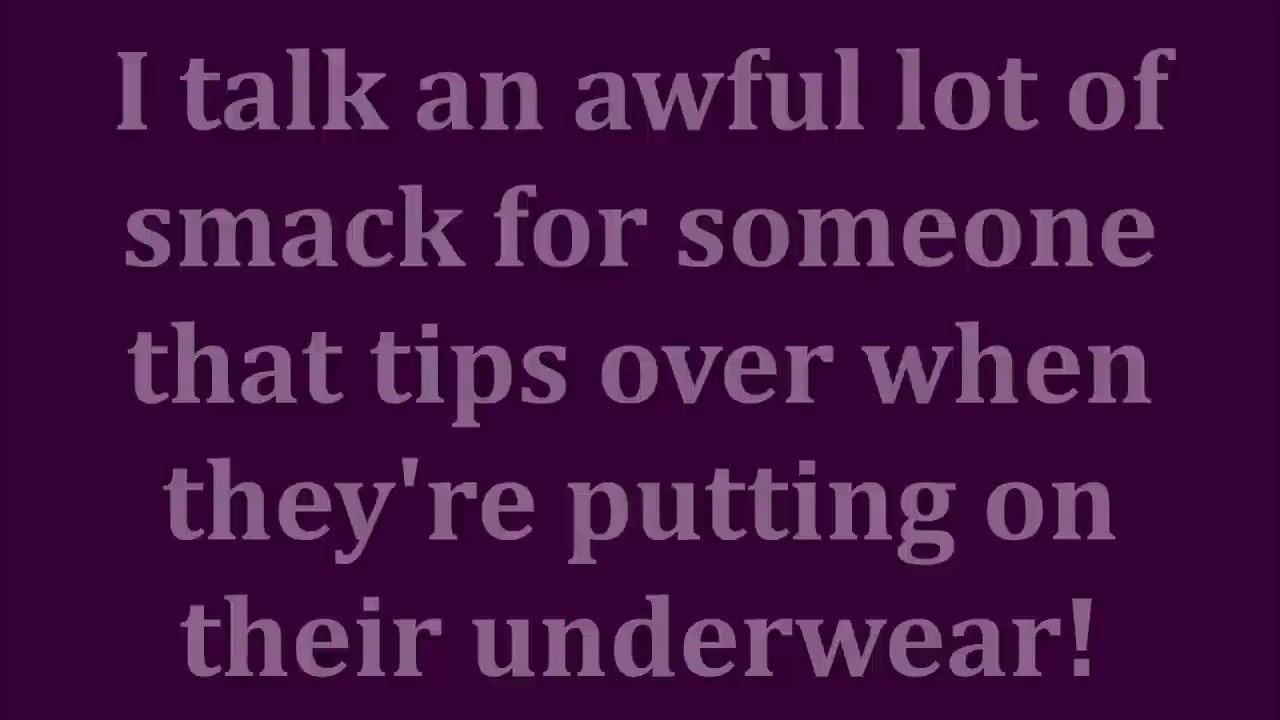 I talk an awful lot of
smack for someone
that tips over when
they're putting on
their underwear!